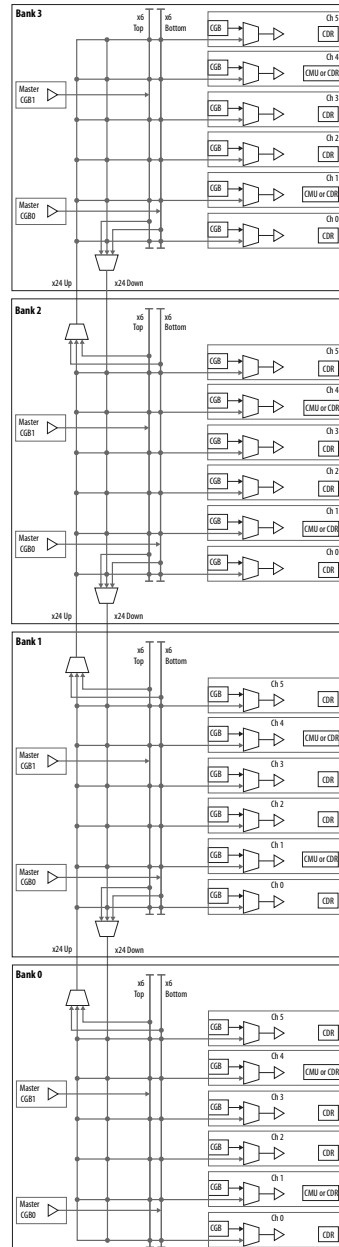 Bank 3
x6
Top
x6
Bottom
Ch 5
CGB
CDR
Ch 4
CGB
CMU or CDR
Master
CGB1
Ch 3
CGB
CDR
Ch 2
CGB
CDR
Ch 1
CGB
CMU or CDR
Master
CGB0
Ch 0
CGB
CDR
x24 Up
x24 Down
Bank 2
x6
Top
x6
Bottom
Ch 5
CGB
CDR
Ch 4
CGB
CMU or CDR
Master
CGB1
Ch 3
CGB
CDR
Ch 2
CGB
CDR
Ch 1
CGB
CMU or CDR
Master
CGB0
Ch 0
CGB
CDR
x24 Up
x24 Down
Bank 1
x6
Top
x6
Bottom
Ch 5
CGB
CDR
Ch 4
CGB
CMU or CDR
Master
CGB1
Ch 3
CGB
CDR
Ch 2
CGB
CDR
Ch 1
CGB
CMU or CDR
Master
CGB0
Ch 0
CGB
CDR
x24 Up
x24 Down
Bank 0
x6
Top
x6
Bottom
Ch 5
CGB
CDR
Ch 4
CGB
CMU or CDR
Master
CGB1
Ch 3
CGB
CDR
Ch 2
CGB
CDR
Ch 1
CGB
CMU or CDR
Master
CGB0
Ch 0
CGB
CDR